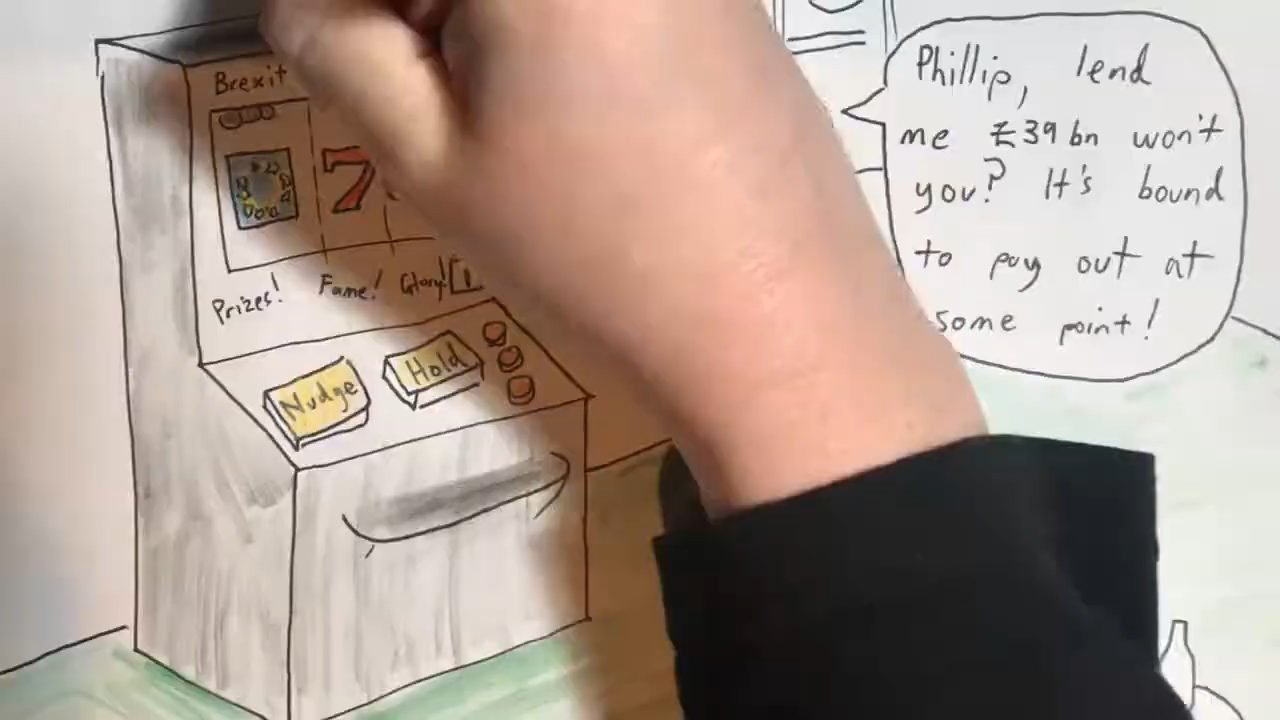 Brexit
7
Prizes! Fame! Glory!
Nudge
Hold
Phillip, lend
me £39 bn won't
you? It's bound
to pay out at
some point!